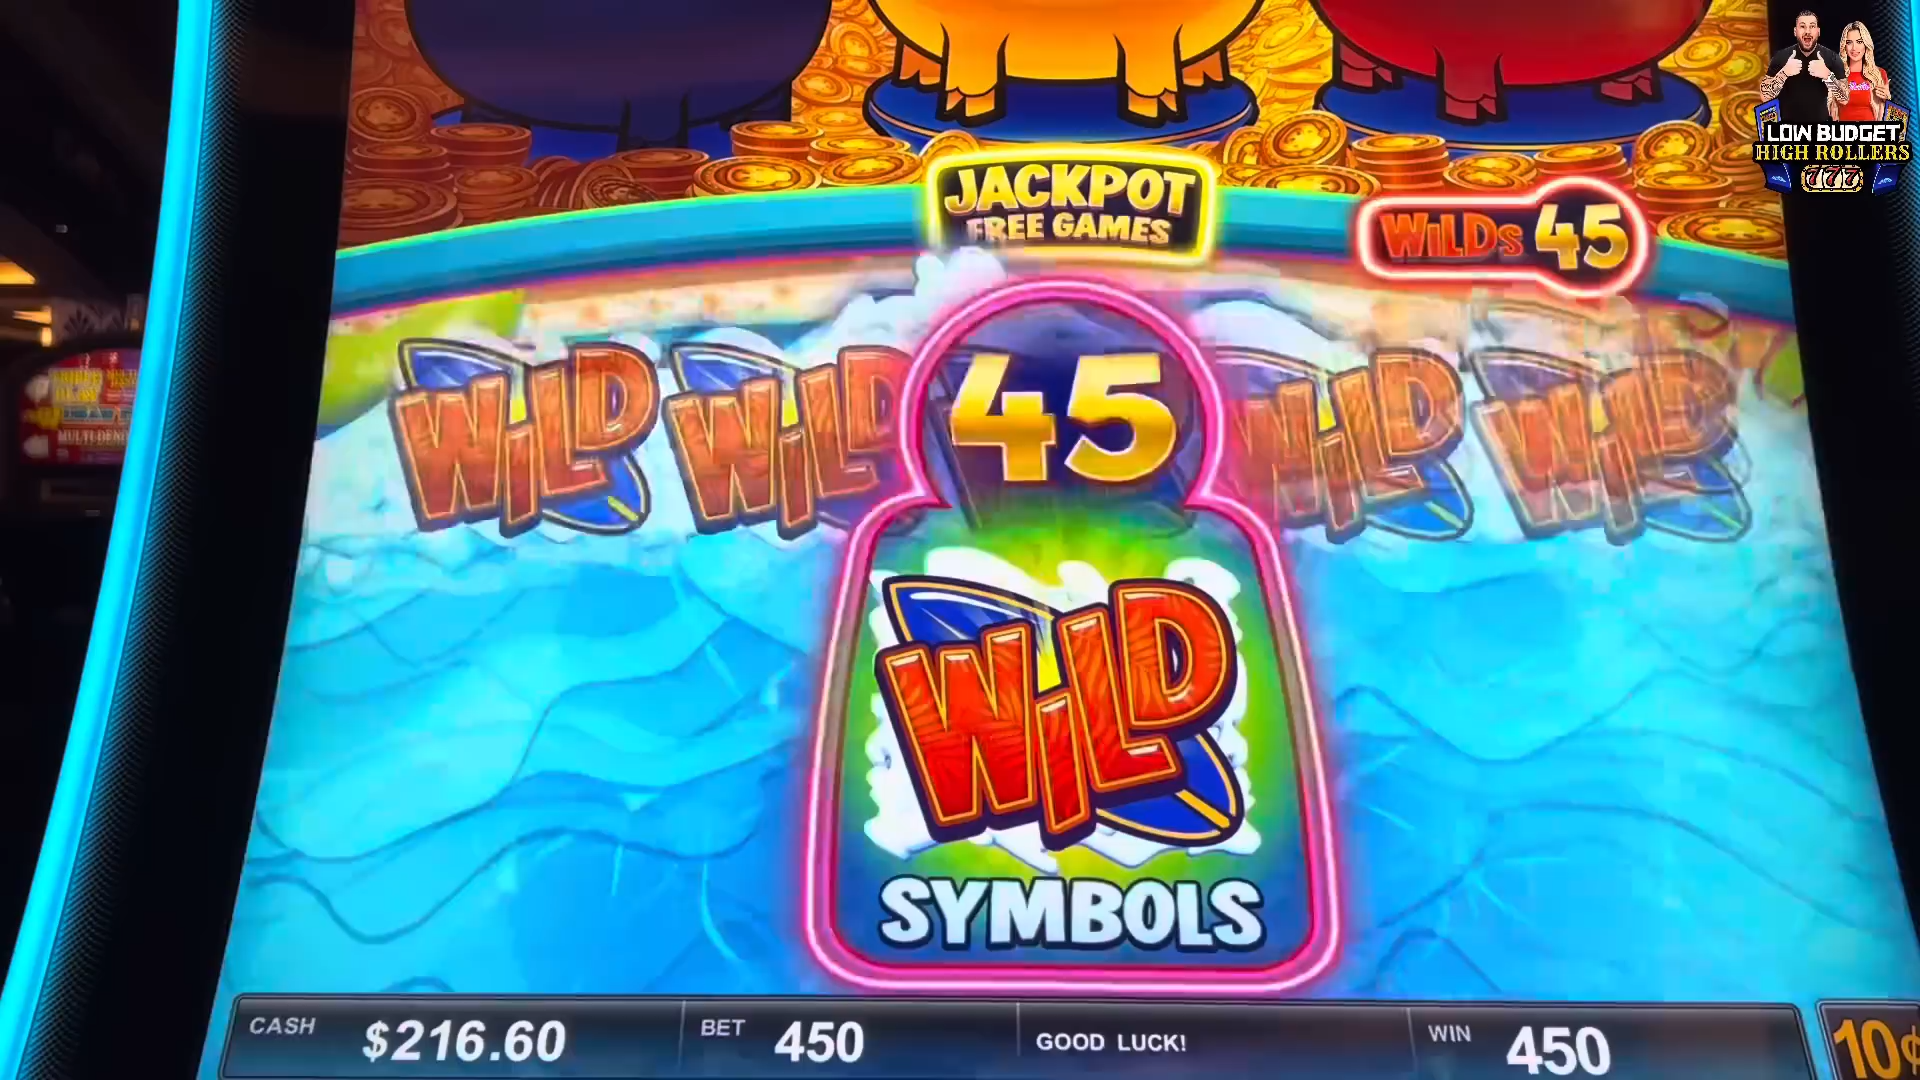 LOW BUDGET
HIGH ROLLERS
777
JACKPOT
FREE GAMES
WILDS 45
WILD WILD WILD WILD
45
WILD
SYMBOLS
CASH $216.60 BET 450 GOOD LUCK! WIN 450 10¢